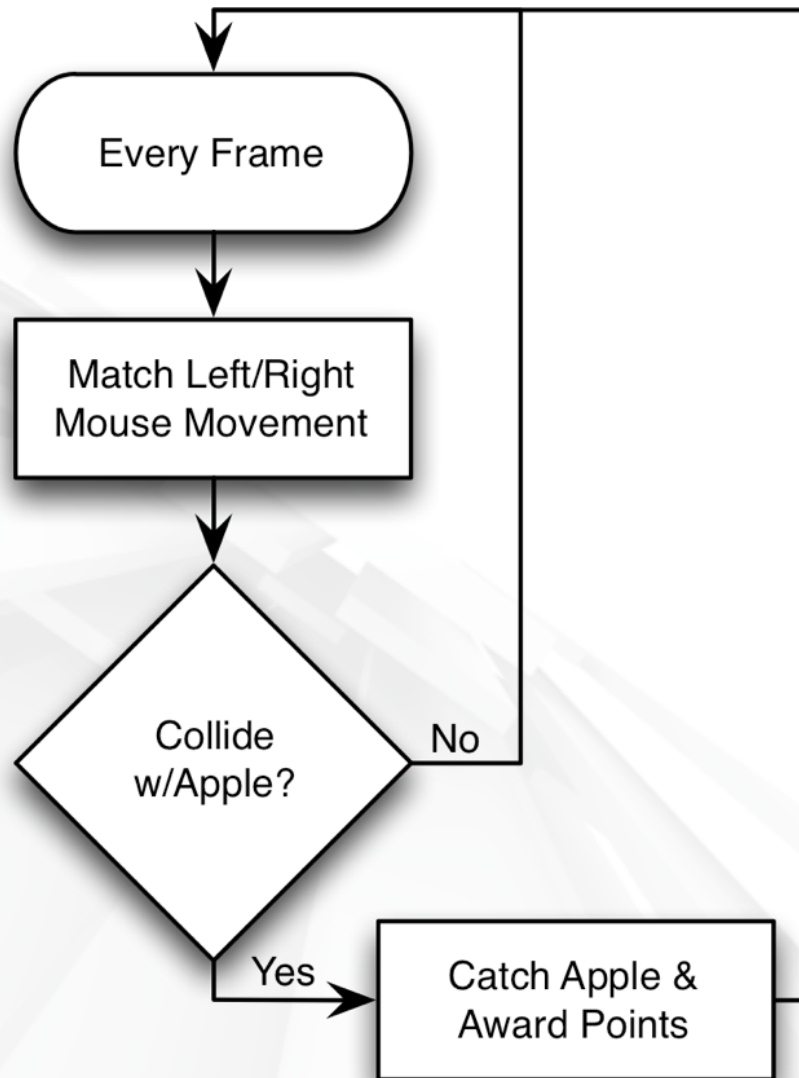 Every Frame
Match Left/Right
Mouse Movement
Collide
w/Apple?
No
Yes
Catch Apple &
Award Points